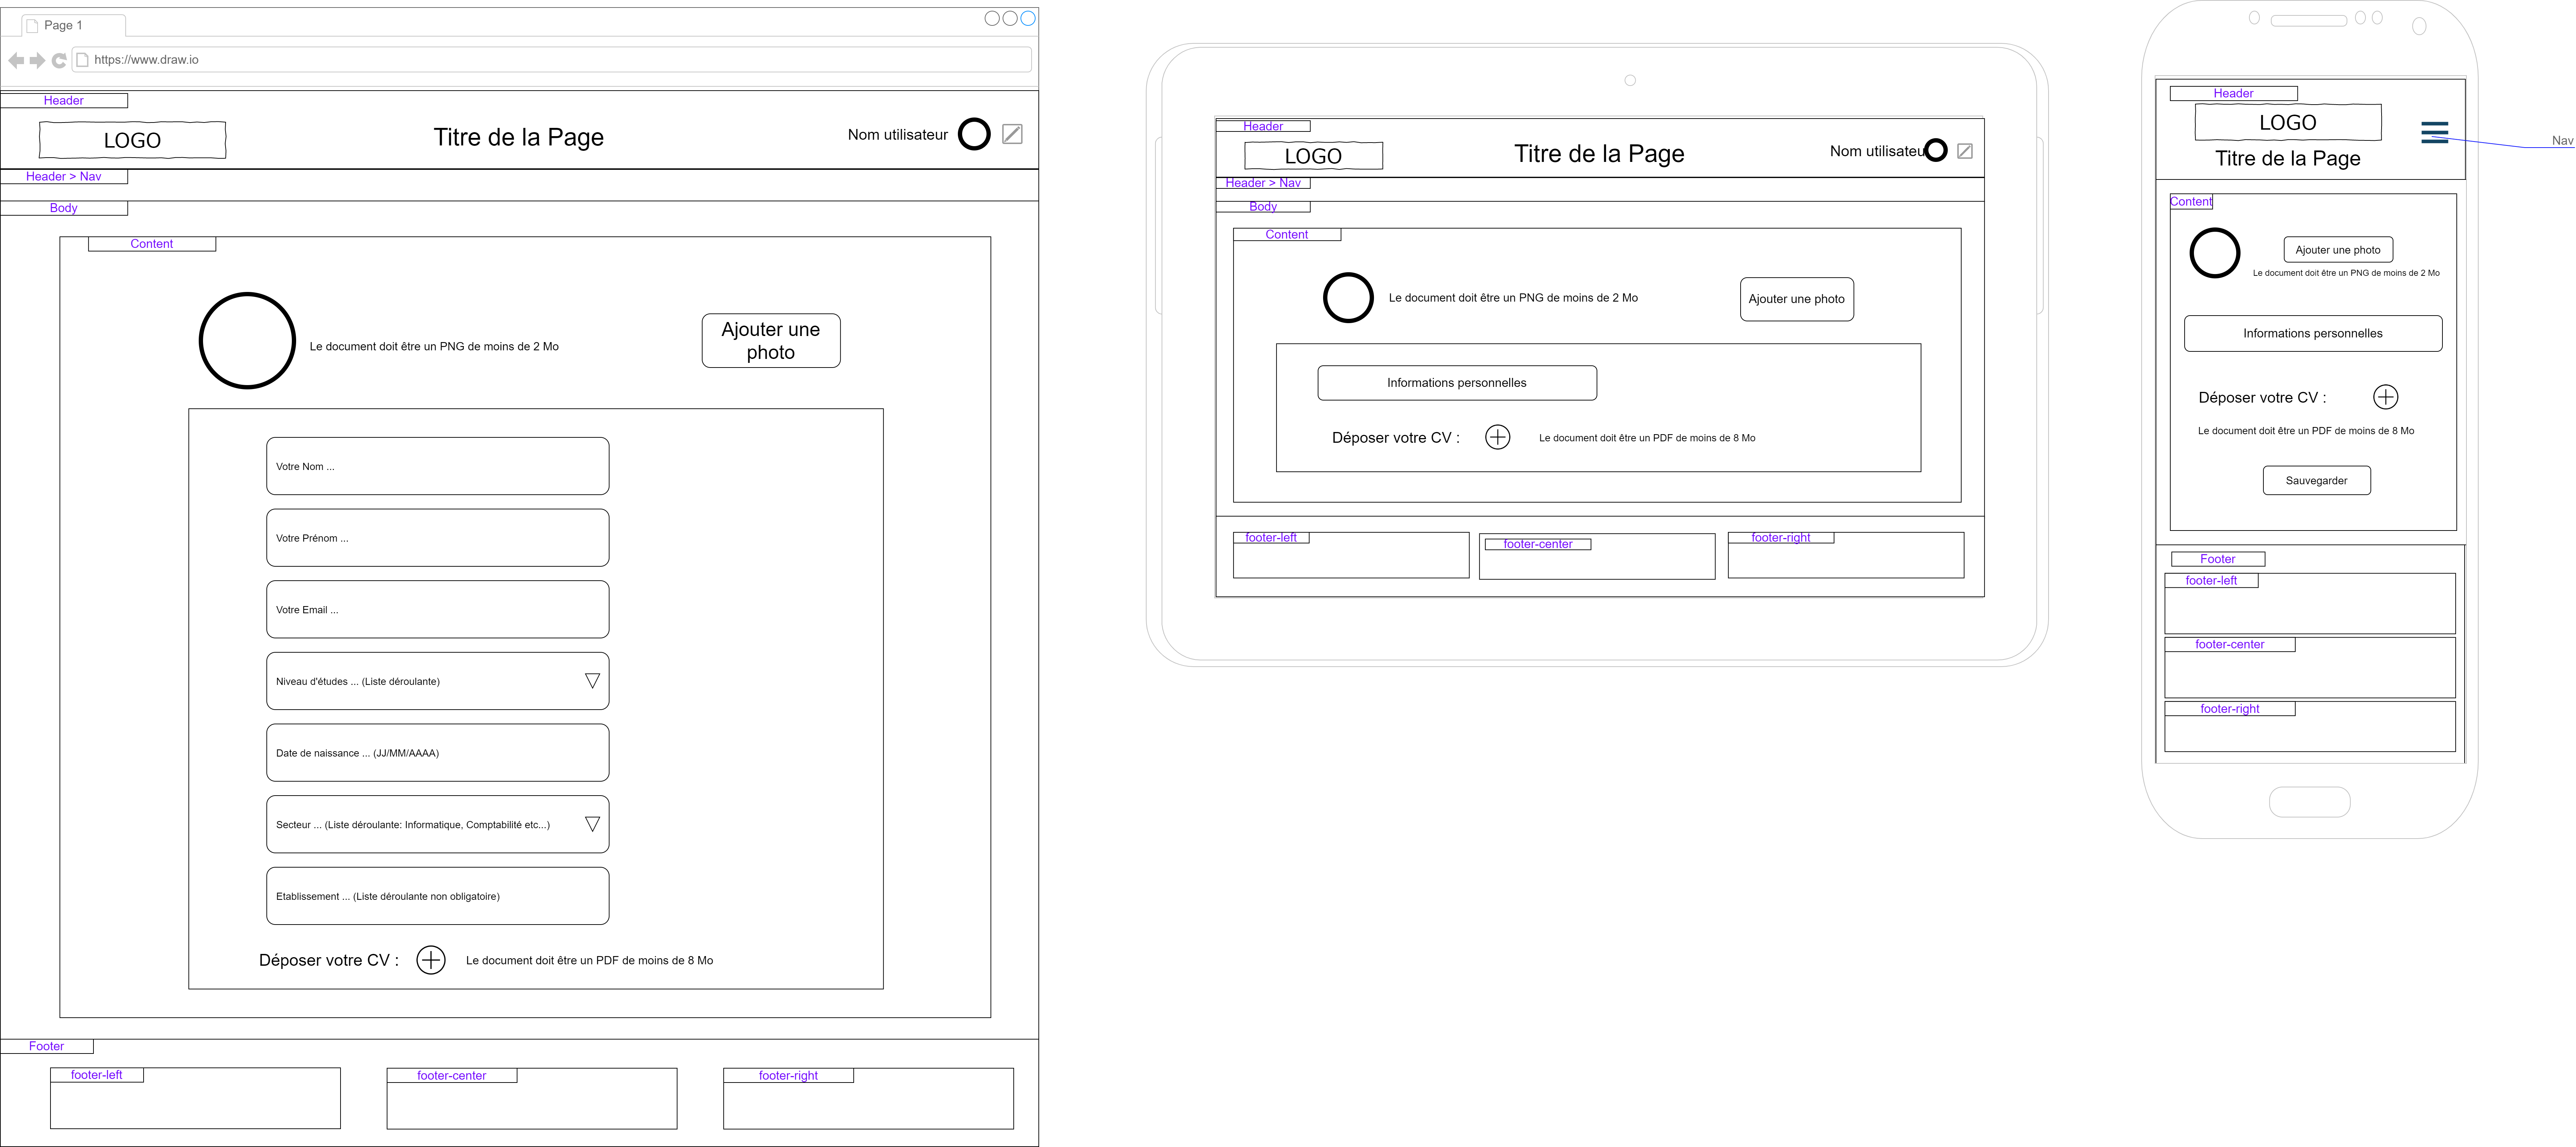 Page 1
https://www.draw.io
Header
LOGO
Titre de la Page
Nom utilisateur
Header > Nav
Body
Content
Le document doit être un PNG de moins de 2 Mo
Ajouter une
photo
Votre Nom ...
Votre Prénom ...
Votre Email ...
Niveau d'études ... (Liste déroulante)
Date de naissance ... (JJ/MM/AAAA)
Secteur ... (Liste déroulante: Informatique, Comptabilité etc...)
Etablissement ... (Liste déroulante non obligatoire)
Déposer votre CV :
Le document doit être un PDF de moins de 8 Mo
Footer
footer-left
footer-center
footer-right
Header
LOGO
Titre de la Page
Nom utilisateu
Header > Nav
Body
Content
Le document doit être un PNG de moins de 2 Mo
Ajouter une photo
Informations personnelles
Déposer votre CV :
Le document doit être un PDF de moins de 8 Mo
footer-left
footer-center
footer-right
Header
LOGO
Titre de la Page
Nav
Content
Ajouter une photo
Le document doit être un PNG de moins de 2 Mo
Informations personnelles
Déposer votre CV :
Le document doit être un PDF de moins de 8 Mo
Sauvegarder
Footer
footer-left
footer-center
footer-right